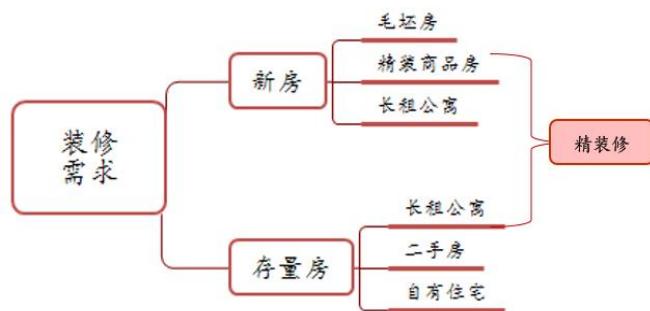 装修
需求
新房
毛坯房
精装商品房
长租公寓
存量房
长租公寓
二手房
自有住宅
精装修